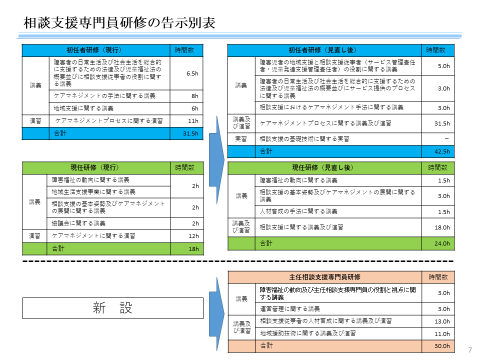 相談支援専門員研修の告示別表
初任者研修（現行）　時間数
講義
障害者の日常生活及び社会生活を総合的
に支援するための法律及び児童福祉法の
概要並びに相談支援従事者の役割に関す
る講義
6.5h
ケアマネジメントの手法に関する講義　8h
地域支援に関する講義　6h
演習　ケアマネジメントプロセスに関する演習　11h
合計　31.5h
初任者研修（見直し後）　時間数
講義
障害児者の地域支援と相談支援従事者（サービス管理責任
者・児童発達支援管理責任者）の役割に関する講義
5.0h
障害者の日常生活及び社会生活を総合的に支援するための
法律及び児童福祉法の概要並びにサービス提供のプロセス
に関する講義
3.0h
相談支援におけるケアマネジメント手法に関する講義　3.0h
講義及
び演習
ケアマネジメントプロセスに関する講義及び演習　31.5h
実習　相談支援の基礎技術に関する実習　－
合計　42.5h
現任研修（現行）　時間数
講義
障害福祉の動向に関する講義
地域生活支援事業に関する講義
2h
相談支援の基本姿勢及びケアマネジメント
の展開に関する講義
2h
協議会に関する講義　2h
演習　ケアマネジメントに関する演習　12h
合計　18h
現任研修（見直し後）　時間数
講義
障害福祉の動向に関する講義　1.5h
相談支援の基本姿勢及びケアマネジメントの展開に関する
講義
3.0h
人材育成の手法に関する講義　1.5h
講義及
び演習
相談支援に関する講義及び演習　18.0h
合計　24.0h
新　設
主任相談支援専門員研修　時間数
講義
障害福祉の動向及び主任相談支援専門員の役割と視点に関
する講義
3.0h
運営管理に関する講義　3.0h
講義及
び演習
相談支援従事者の人材育成に関する講義及び演習　13.0h
地域援助技術に関する講義及び演習　11.0h
合計　30.0h
7